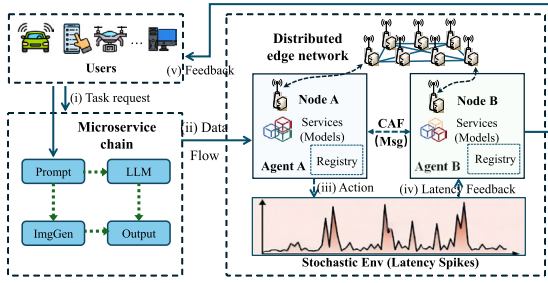 Users
(v) Feedback
(i) Task request
Microservice
chain
Prompt
LLM
ImgGen
Output
(ii) Data
Flow
Distributed
edge network
Node A
Services
(Models)
Agent A
Registry
CAF
(Msg)
Node B
Services
(Models)
Agent B
Registry
(iii) Action
(iv) Latency Feedback
Stochastic Env (Latency Spikes)